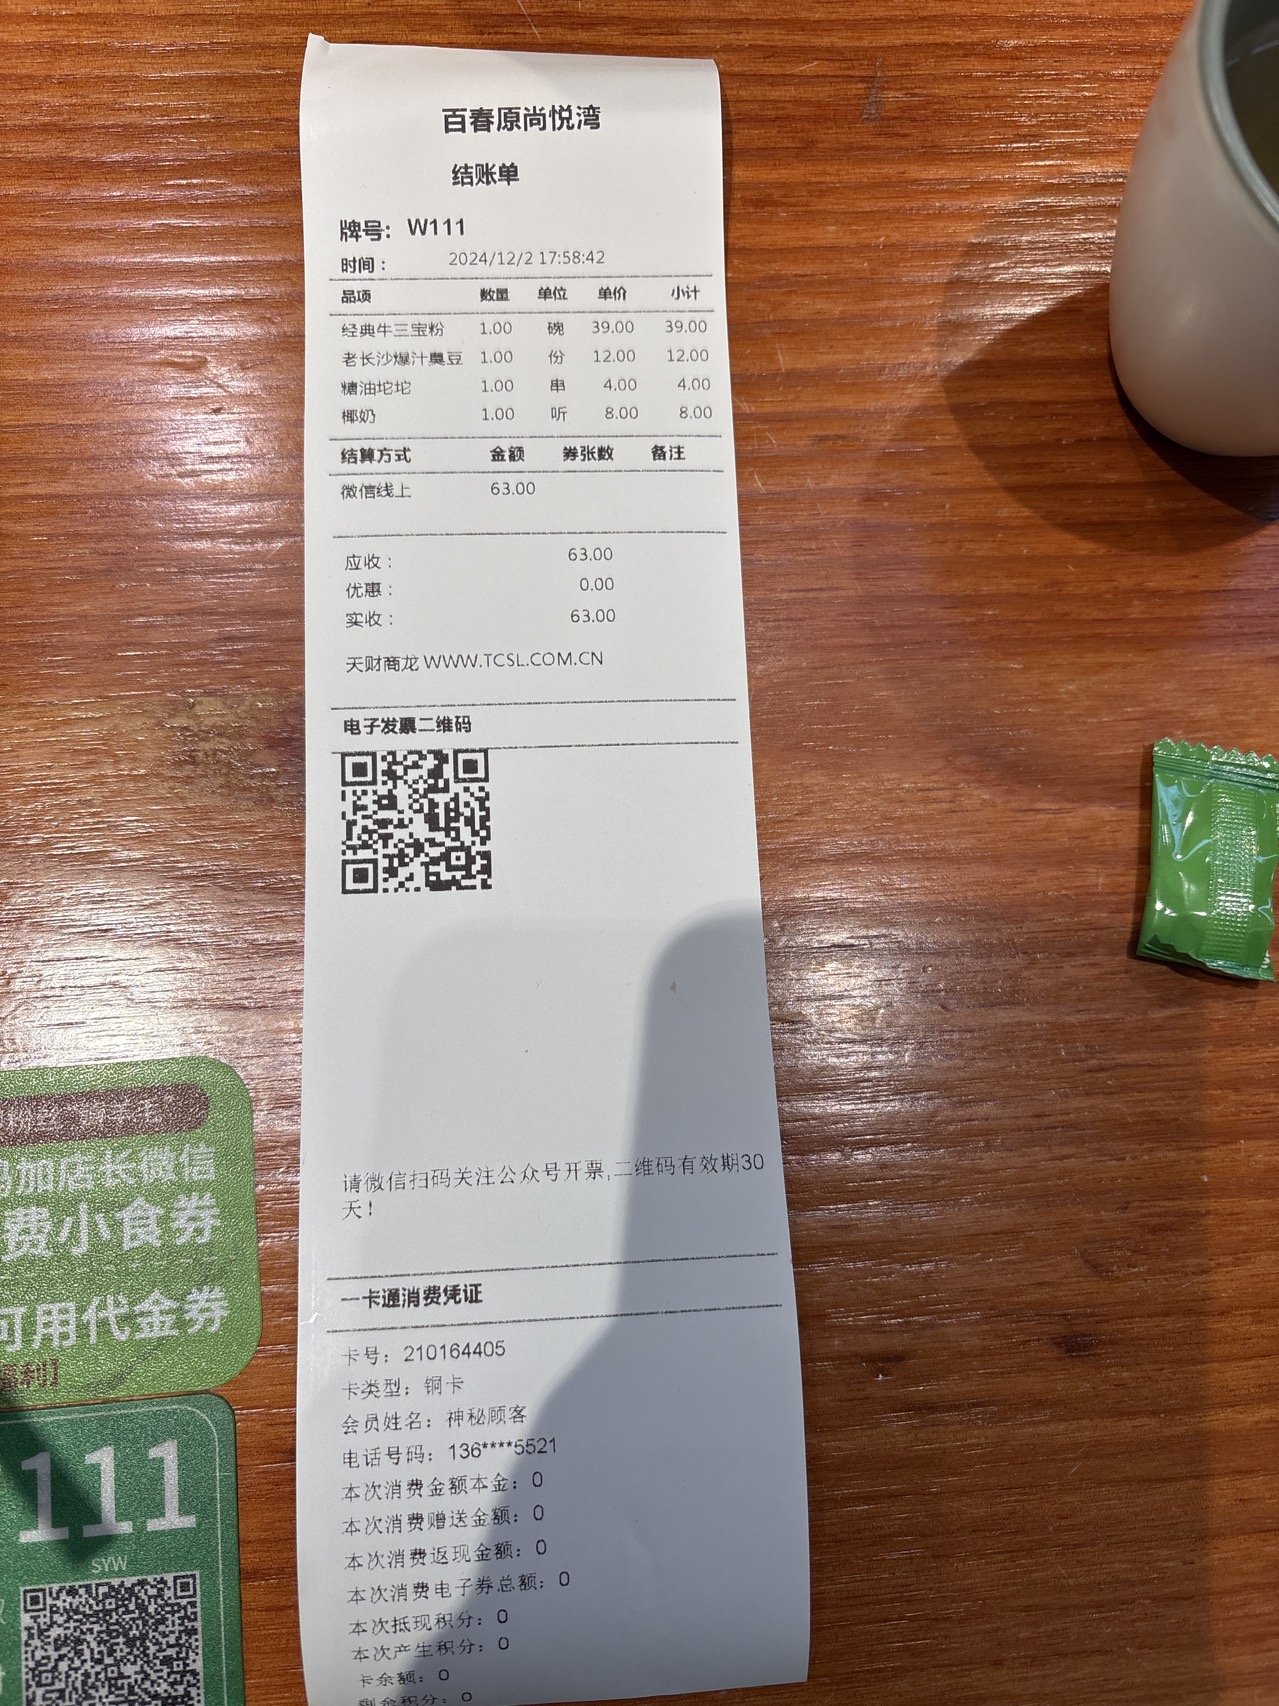 百春原尚悦湾
结账单
牌号： W111
时间： 2024/12/2 17:58:42
品项 数量 单位 单价 小计
经典牛三宝粉 1.00 碗 39.00 39.00
老长沙爆汁臭豆 1.00 份 12.00 12.00
糖油坨坨 1.00 串 4.00 4.00
椰奶 1.00 听 8.00 8.00
结算方式 金额 券张数 备注
微信线上 63.00
应收： 63.00
优惠： 0.00
实收： 63.00
天财商龙 WWW.TCSL.COM.CN
电子发票二维码
请微信扫码关注公众号开票,二维码有效期30
天!
一卡通消费凭证
卡号：210164405
卡类型：铜卡
会员姓名：神秘顾客
电话号码：136****5521
本次消费金额本金：0
本次消费赠送金额：0
本次消费返现金额：0
本次消费电子券总额：0
本次抵现积分：0
本次产生积分：0
卡余额：0
剩余积分：0
加店长微信
费小食券
可用代金券
福利】
111
SYW